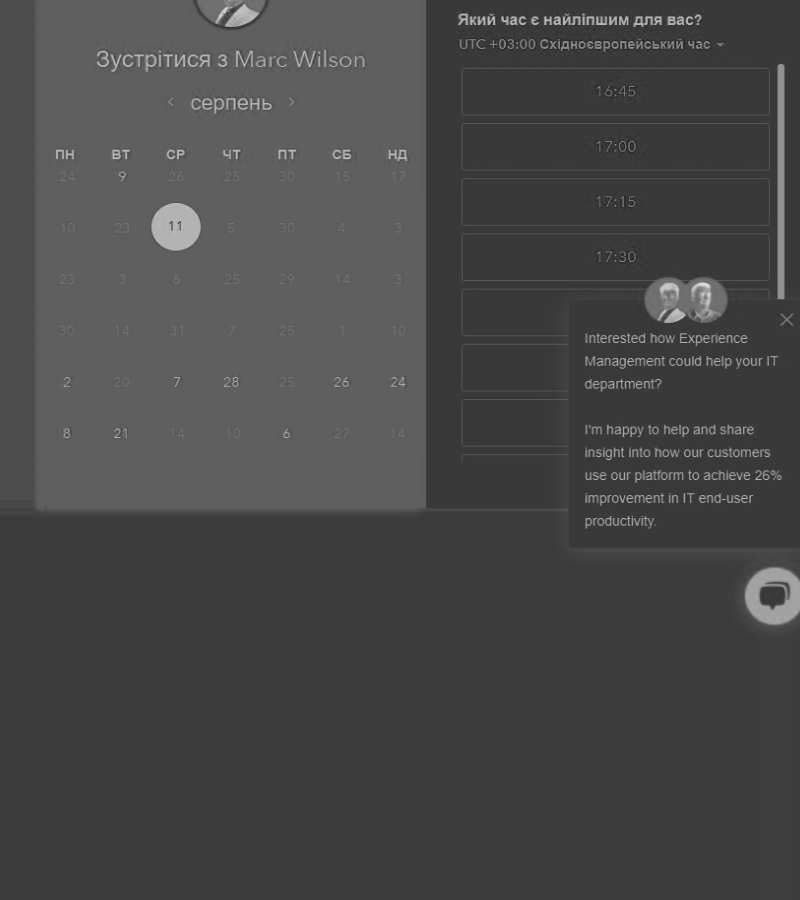 Зустрітися з Marc Wilson
серпень
ПН ВТ СР ЧТ ПТ СБ НД
24 9 26 25 30 15 17
10 23 11 5 30 4 3
23 3 6 25 29 14 3
30 14 31 7 25 1 10
2 20 7 28 25 26 24
8 21 14 10 6 27 14
Який час є найліпшим для вас?
UTC +03:00 Східноєвропейський час
16:45
17:00
17:15
17:30
Interested how Experience
Management could help your IT
department?
I'm happy to help and share
insight into how our customers
use our platform to achieve 26%
improvement in IT end-user
productivity.